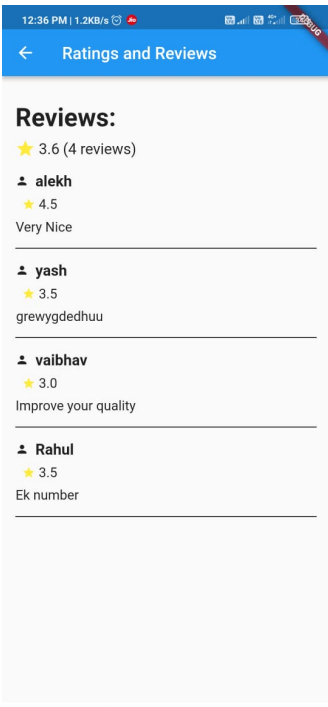 12:36 PM | 1.2KB/s Jio
Ratings and Reviews
Reviews:
3.6 (4 reviews)
alekh
4.5
Very Nice
yash
3.5
grewygdedhuu
vaibhav
3.0
Improve your quality
Rahul
3.5
Ek number